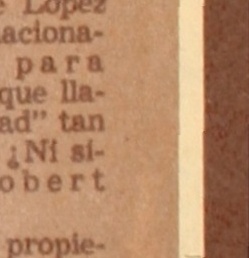 López
aciona-
para
que lla-
ad" tan
¿Ni si-
obert
propie-